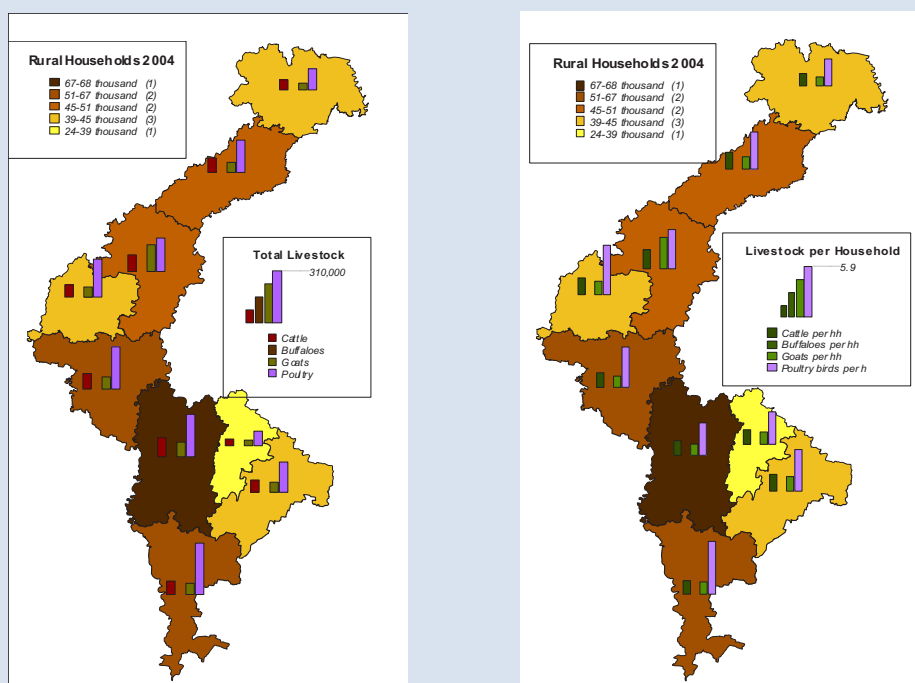 Rural Households 2004
67-68 thousand (1)
51-67 thousand (2)
45-51 thousand (2)
39-45 thousand (3)
24-39 thousand (1)
Total Livestock
310,000
Cattle
Buffaloes
Goats
Poultry
Rural Households 2004
67-68 thousand (1)
51-67 thousand (2)
45-51 thousand (2)
39-45 thousand (3)
24-39 thousand (1)
Livestock per Household
5.9
Cattle per hh
Buffaloes per hh
Goats per hh
Poultry birds per h